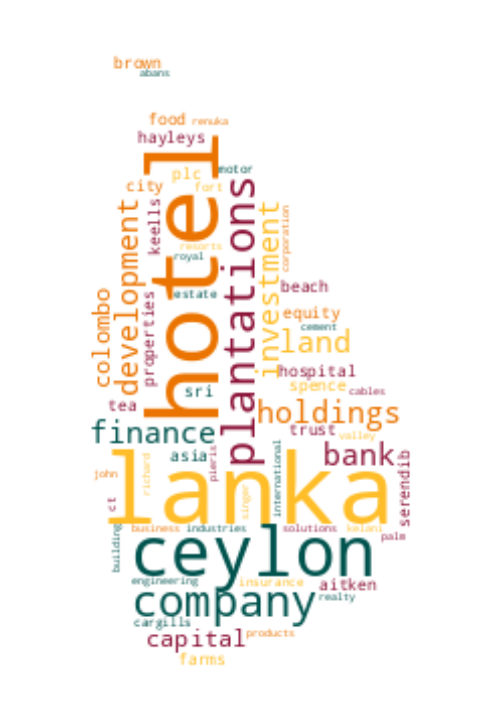 brown
abans
food renuka
hayleys
hotel
motor
plc
city fort
plantations
keells
development
investment
corporation
resorts
royal
beach
estate
colombo
properties
equity
cement
land
hospital
spence
sri
cables
tea
holdings
finance
trust valley
bank
asia
pieris
international
serendib
john
richard
lanka
singer
ct
building
business industries solutions kelani
palm
ceylon
engineering insurance aitken
company
realty
cargills
capital products
farms